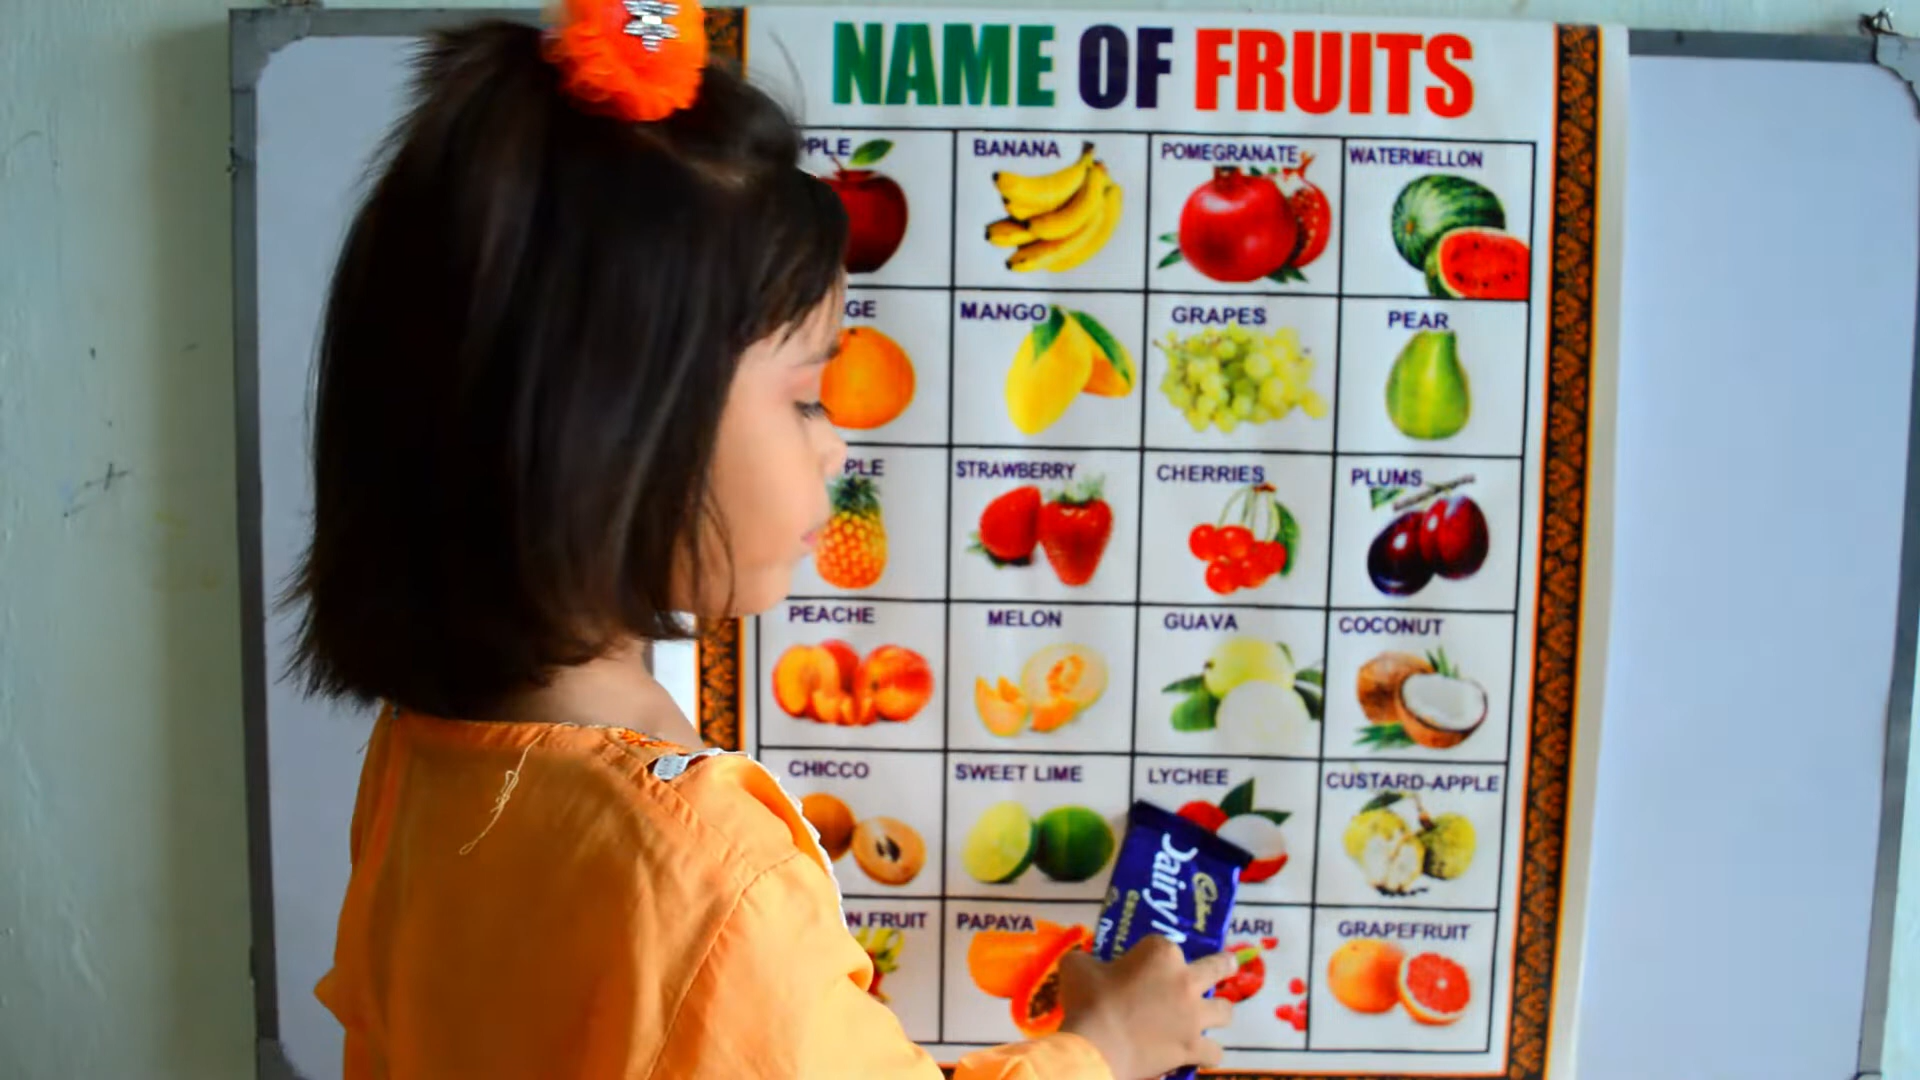 NAME OF FRUITS
PPLE BANANA POMEGRANATE WATERMELLON
GE MANGO GRAPES PEAR
PLE STRAWBERRY CHERRIES PLUMS
PEACHE MELON GUAVA COCONUT
CHICCO SWEET LIME LYCHEE CUSTARD-APPLE
N FRUIT PAPAYA HARI GRAPEFRUIT
Cadbury
Dairy M